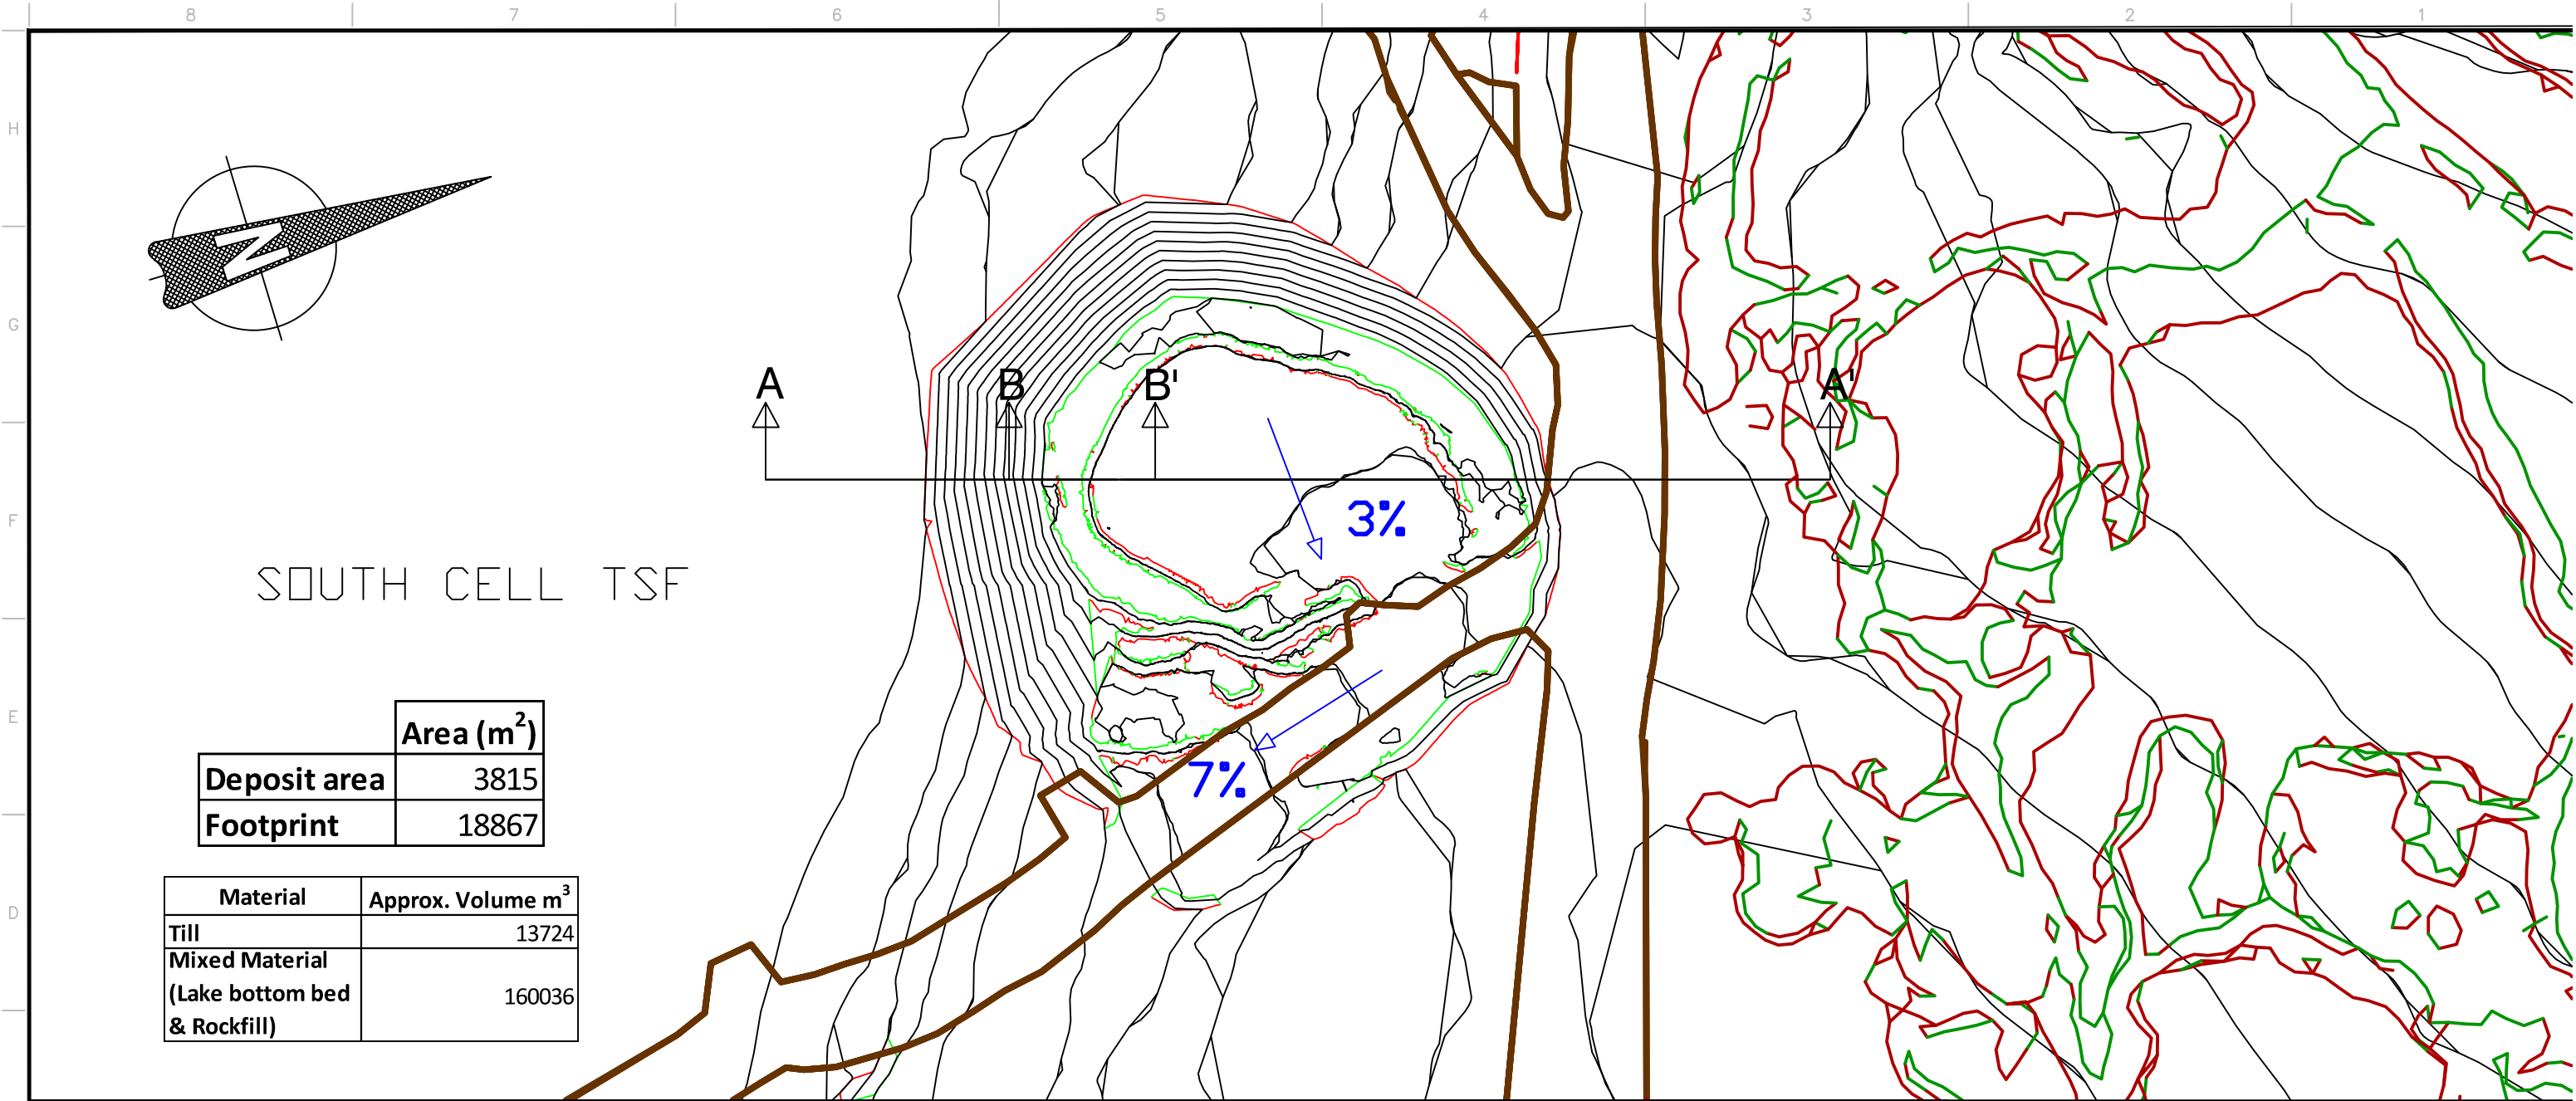 8 7 6 5 4 3 2 1
H
N
G
A B B' A'
F
3%
SOUTH CELL TSF
E
Area (m²)
Deposit area 3815
Footprint 18867
7%
Material Approx. Volume m³
D
Till 13724
Mixed Material
(Lake bottom bed 160036
& Rockfill)